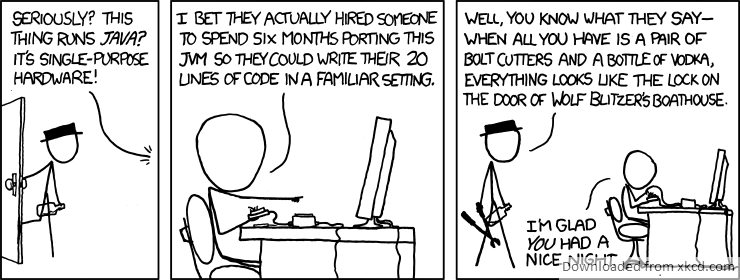 SERIOUSLY? THIS
THING RUNS JAVA?
IT'S SINGLE-PURPOSE
HARDWARE!
I BET THEY ACTUALLY HIRED SOMEONE
TO SPEND SIX MONTHS PORTING THIS
JVM SO THEY COULD WRITE THEIR 20
LINES OF CODE IN A FAMILIAR SETTING.
WELL, YOU KNOW WHAT THEY SAY—
WHEN ALL YOU HAVE IS A PAIR OF
BOLT CUTTERS AND A BOTTLE OF VODKA,
EVERYTHING LOOKS LIKE THE LOCK ON
THE DOOR OF WOLF BLITZER'S BOATHOUSE.
I'M GLAD
YOU HAD A
NICE NIGHT.
Downloaded from xkcd.com